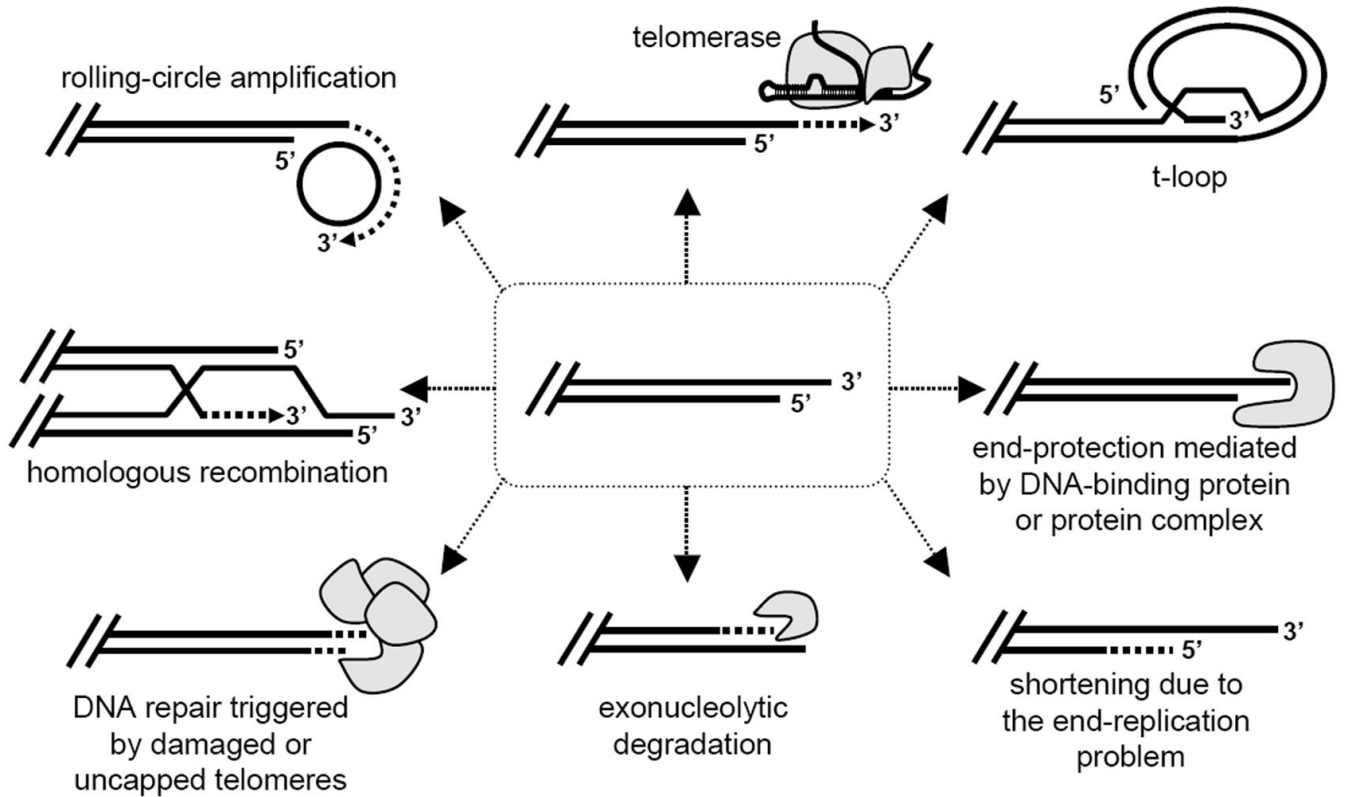 rolling-circle amplification
5’
3’
telomerase
3’
5’
5’
3’
t-loop
5’
3’
3’
5’
homologous recombination
3’
5’
end-protection mediated
by DNA-binding protein
or protein complex
DNA repair triggered
by damaged or
uncapped telomeres
exonucleolytic
degradation
3’
5’
shortening due to
the end-replication
problem